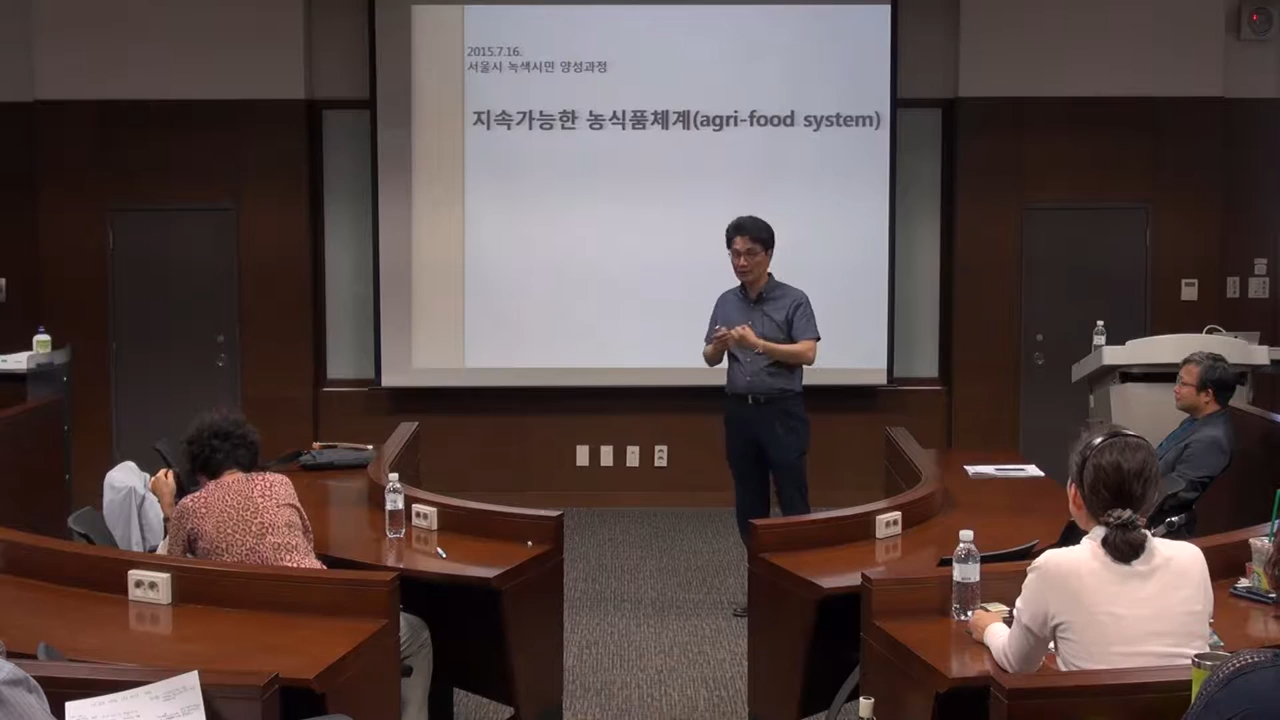 2015.7.16.
서울시 녹색시민 양성과정
지속가능한 농식품체계(agri-food system)